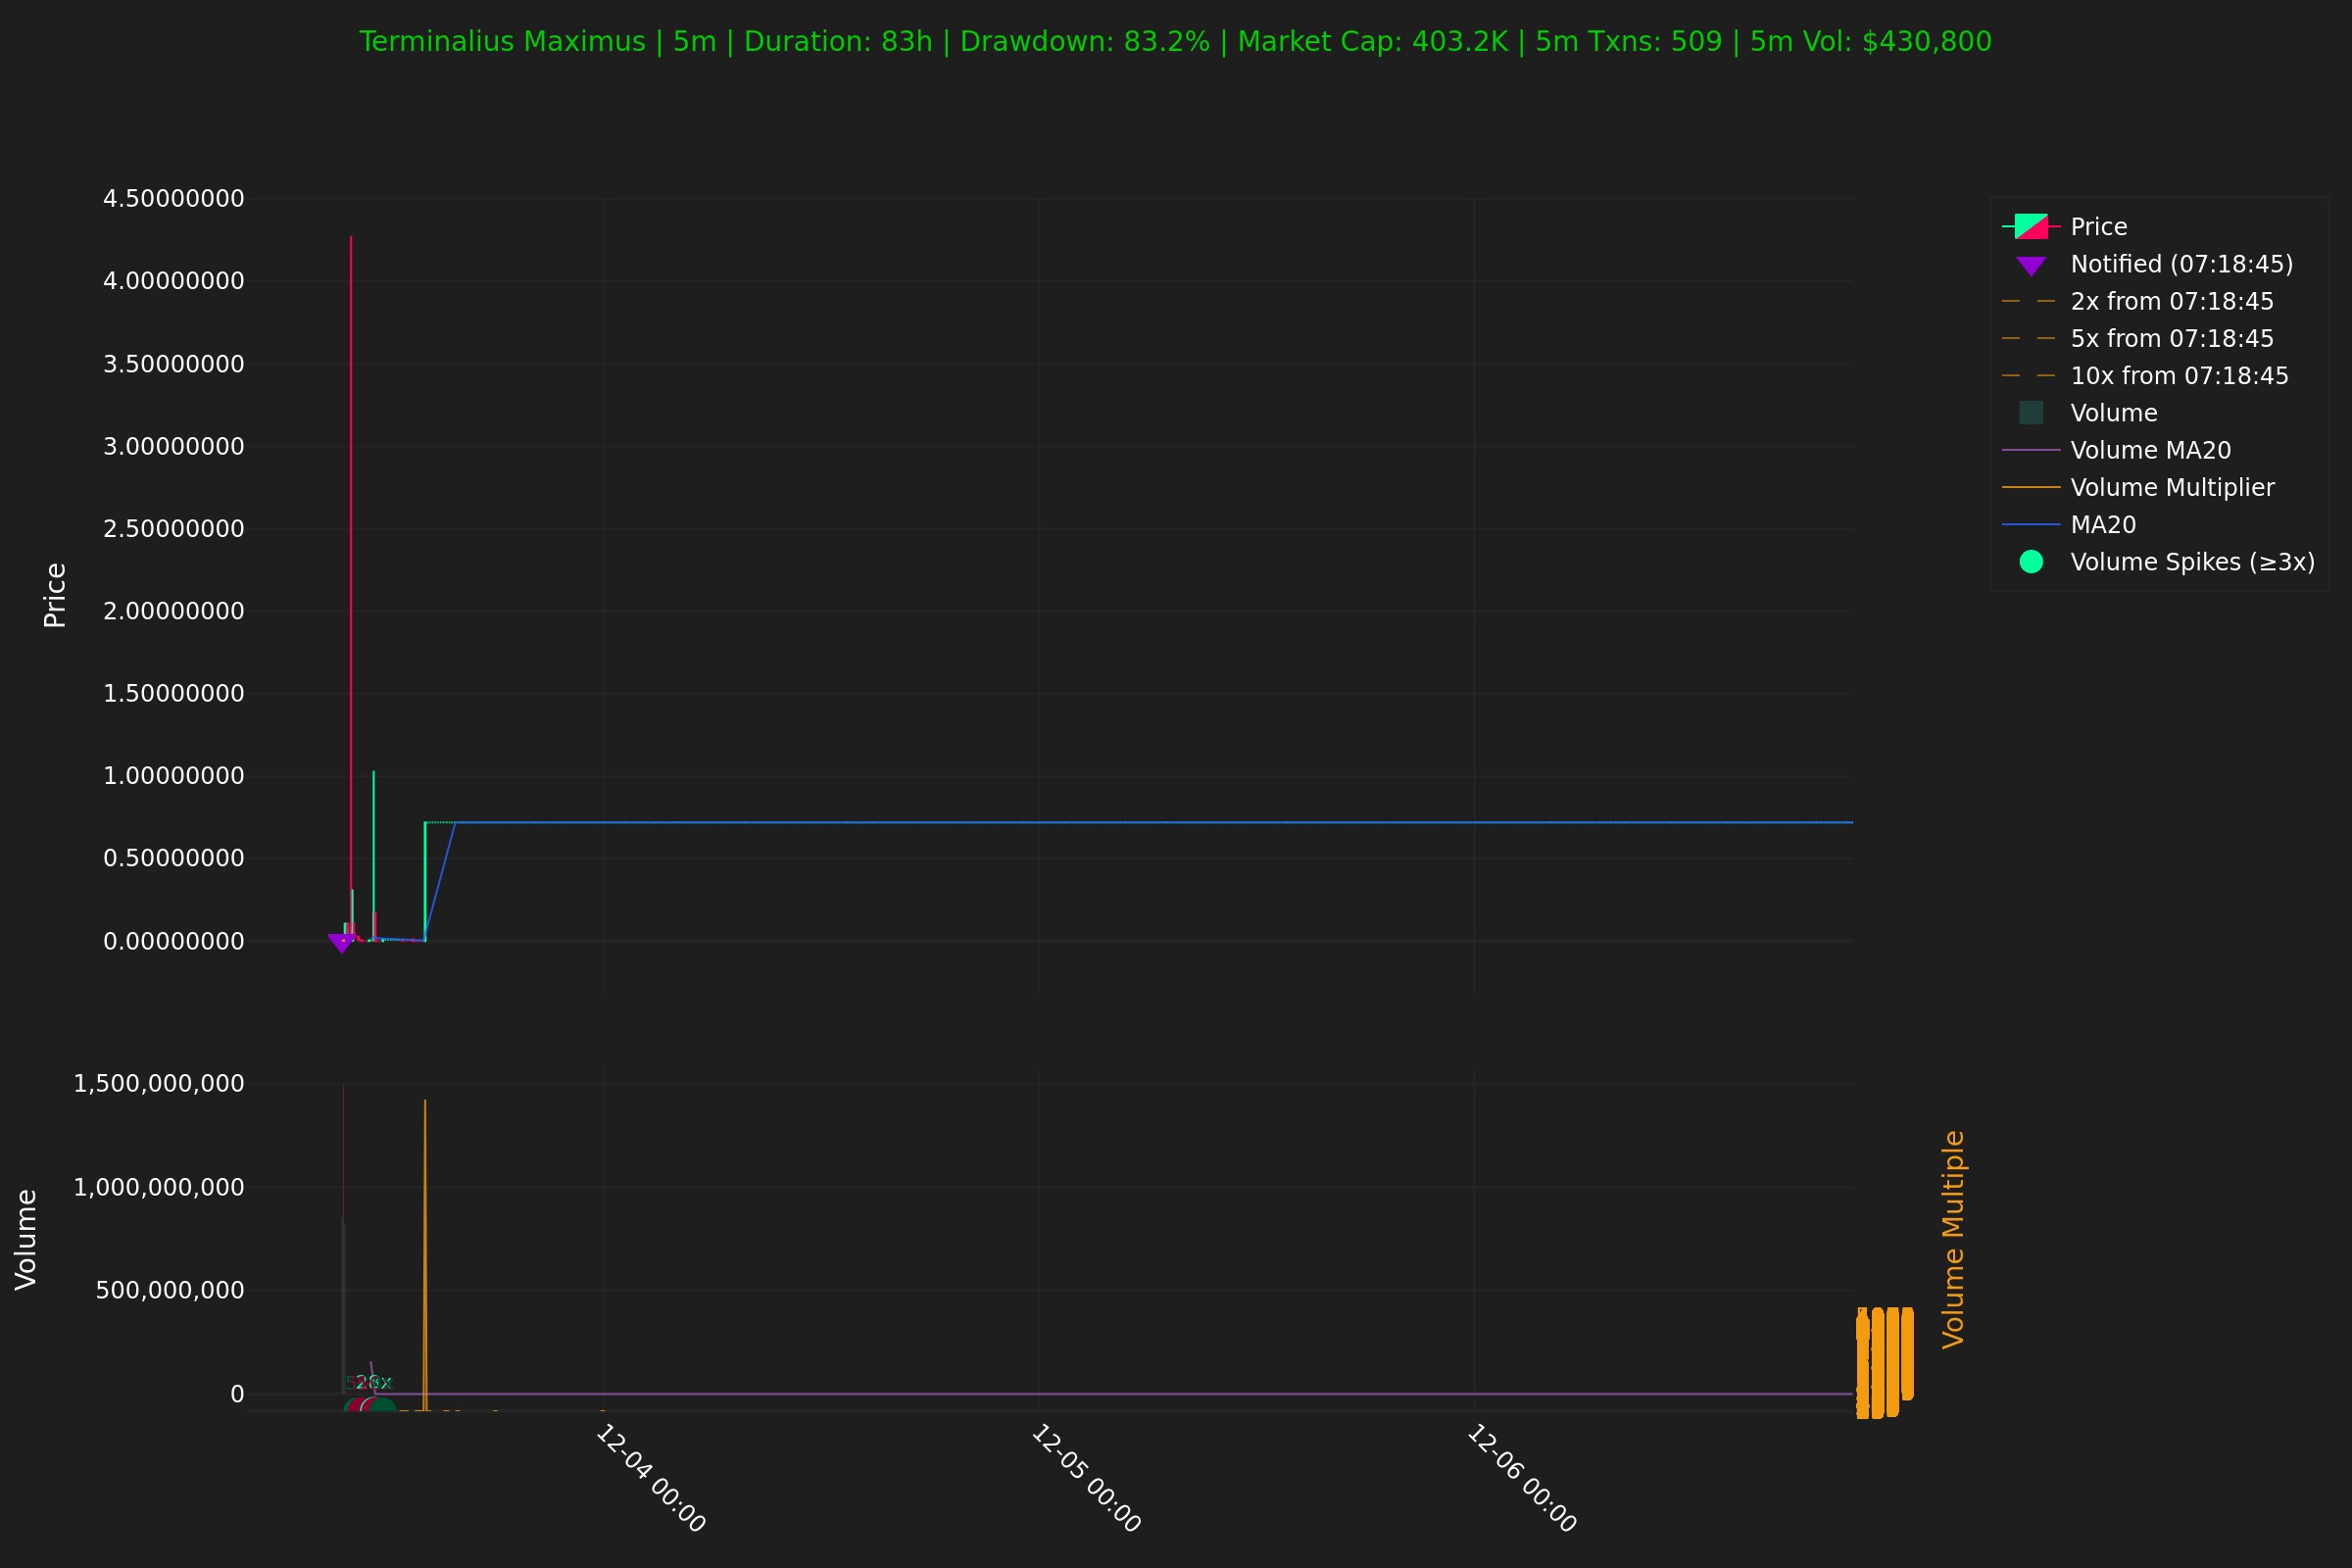 Terminalius Maximus | 5m | Duration: 83h | Drawdown: 83.2% | Market Cap: 403.2K | 5m Txns: 509 | 5m Vol: $430,800
4.50000000
4.00000000
3.50000000
3.00000000
2.50000000
2.00000000
1.50000000
1.00000000
0.50000000
0.00000000
Price
Price
Notified (07:18:45)
2x from 07:18:45
5x from 07:18:45
10x from 07:18:45
Volume
Volume MA20
Volume Multiplier
MA20
Volume Spikes (≥3x)
1,500,000,000
1,000,000,000
500,000,000
0
Volume
Volume Multiple
12-04 00:00
12-05 00:00
12-06 00:00